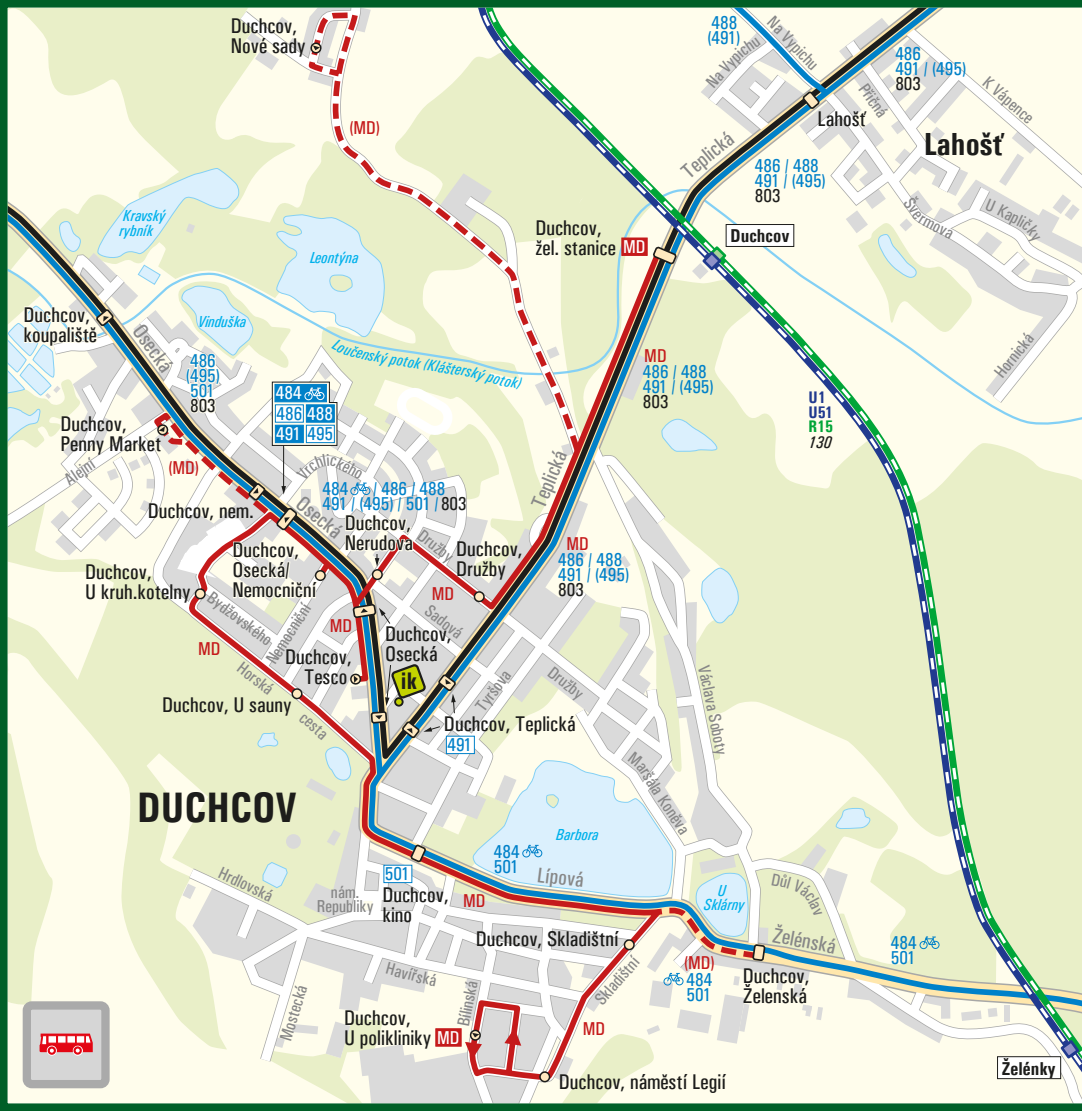 Duchcov,
Nové sady
(MD)
488
(491)
Na Vypichu
Na Vypichu
486
491 / (495)
803
Příčná
K Vápence
Lahošť
Lahošť
Teplická
486 / 488
491 / (495)
803
U Kapličky
Švermova
Hornická
Kravský
rybník
Leontýna
Vinduška
Duchcov,
žel. stanice MD
Duchcov
Duchcov,
koupaliště
Osecká
Loučenský potok (Klášterský potok)
486
(495)
501
803
MD
486 / 488
491 / (495)
803
U1
U51
R15
130
484
486 488
491 495
Duchcov,
Penny Market
Alejní
(MD)
Vrchlického
Teplická
484 / 486 / 488
491 / (495) / 501 / 803
Duchcov, nem.
Osecká
Duchcov,
Nerudova
Družby
Duchcov,
Družby
MD
486 / 488
491 / (495)
803
Duchcov,
Osecká/
Nemocniční
Duchcov,
U kruh.kotelny
MD
Bydžovského
Nemocniční
MD
Sadová
Duchcov,
Osecká
MD
Horská
cesta
Duchcov,
Tesco
ik
Tyršova
Družby
Václava Soboty
Duchcov, U sauny
Duchcov, Teplická
491
Maršála Koněva
DUCHCOV
Barbora
484
501
Lípová
501
Duchcov,
kino
MD
Hrdlovská
nám.
Republiky
U
Sklárny
Důl Václav
Želénská
484
501
Duchcov, Skladištní
Havířská
Skladištní
(MD)
484
501
Duchcov,
Želenská
Mostecká
Bílinská
Duchcov,
U polikliniky MD
MD
Duchcov, náměstí Legií
Želénky